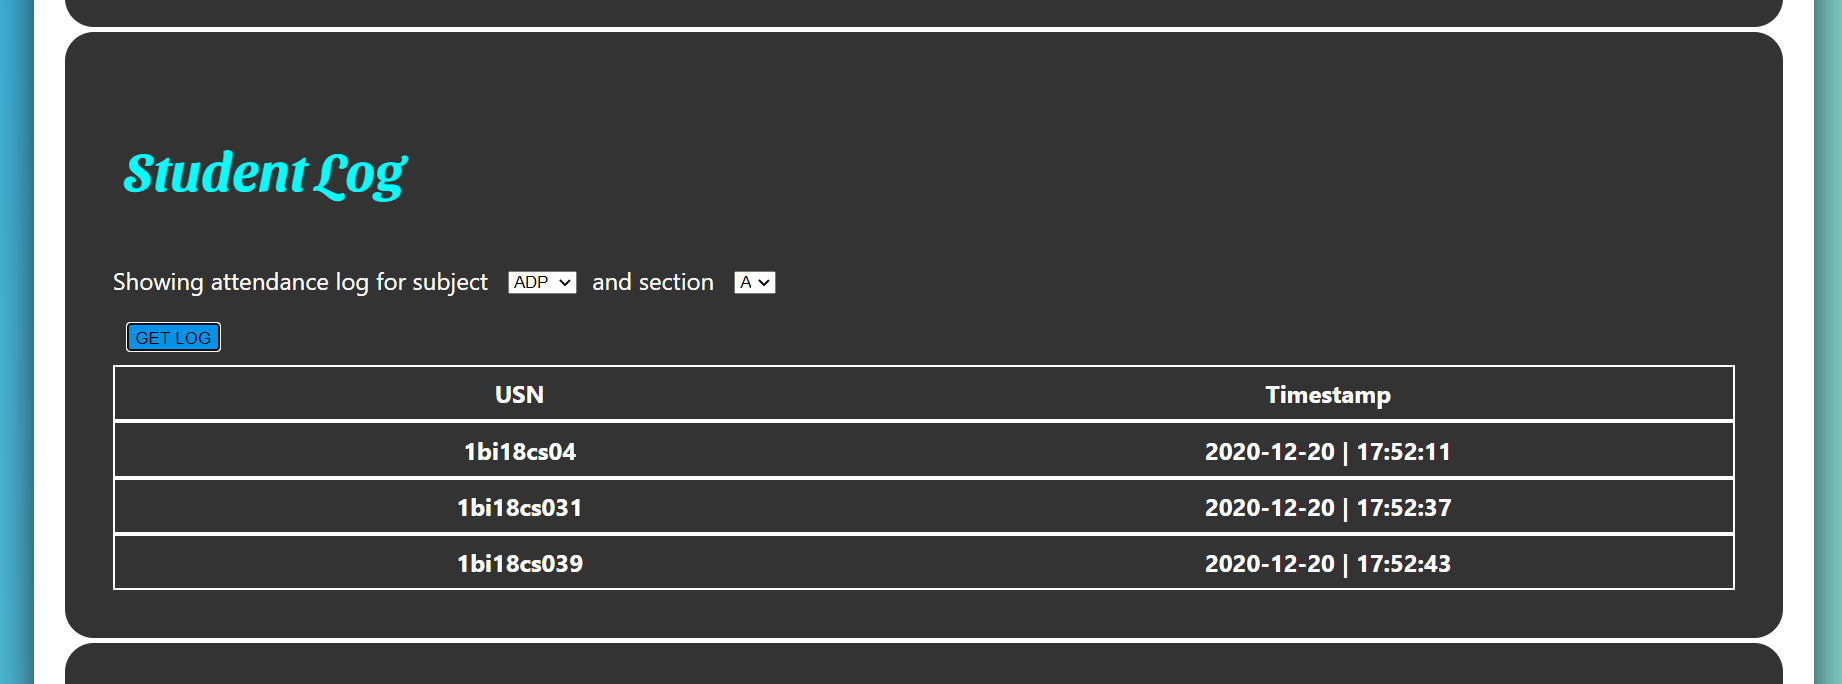 Student Log
Showing attendance log for subject ADP and section A
GET LOG
USN Timestamp
1bi18cs04 2020-12-20 | 17:52:11
1bi18cs031 2020-12-20 | 17:52:37
1bi18cs039 2020-12-20 | 17:52:43